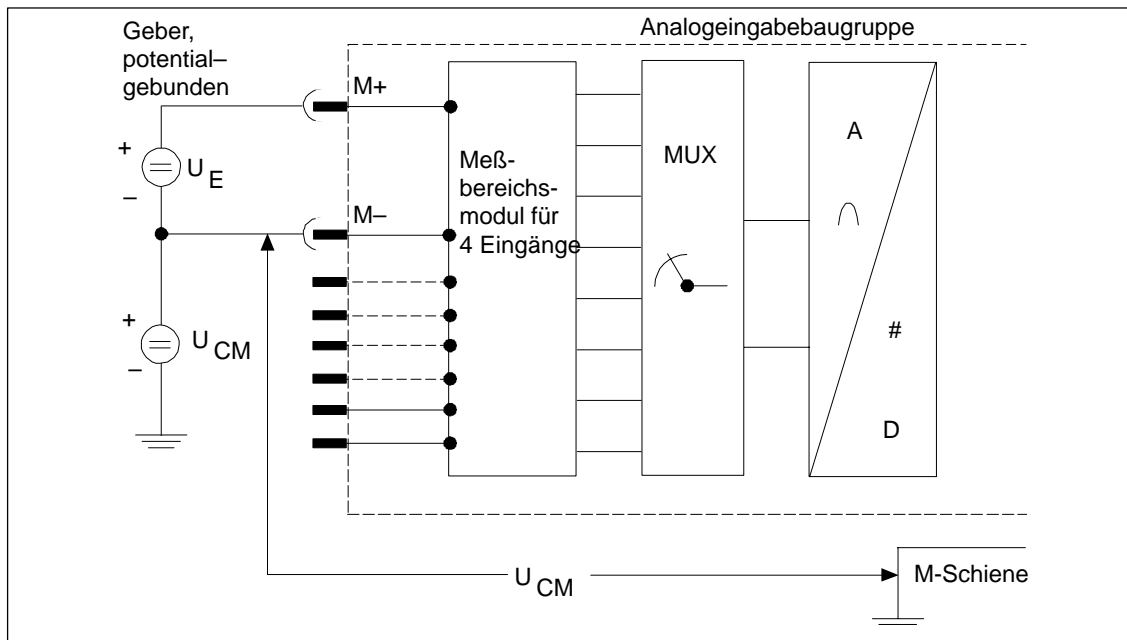 Analogeingabebaugruppe
Geber,
potential–
gebunden
M+
+
U E
–
M–
Meß-
bereichs-
modul für
4 Eingänge
MUX
A
#
D
+
U CM
–
U CM
M-Schiene